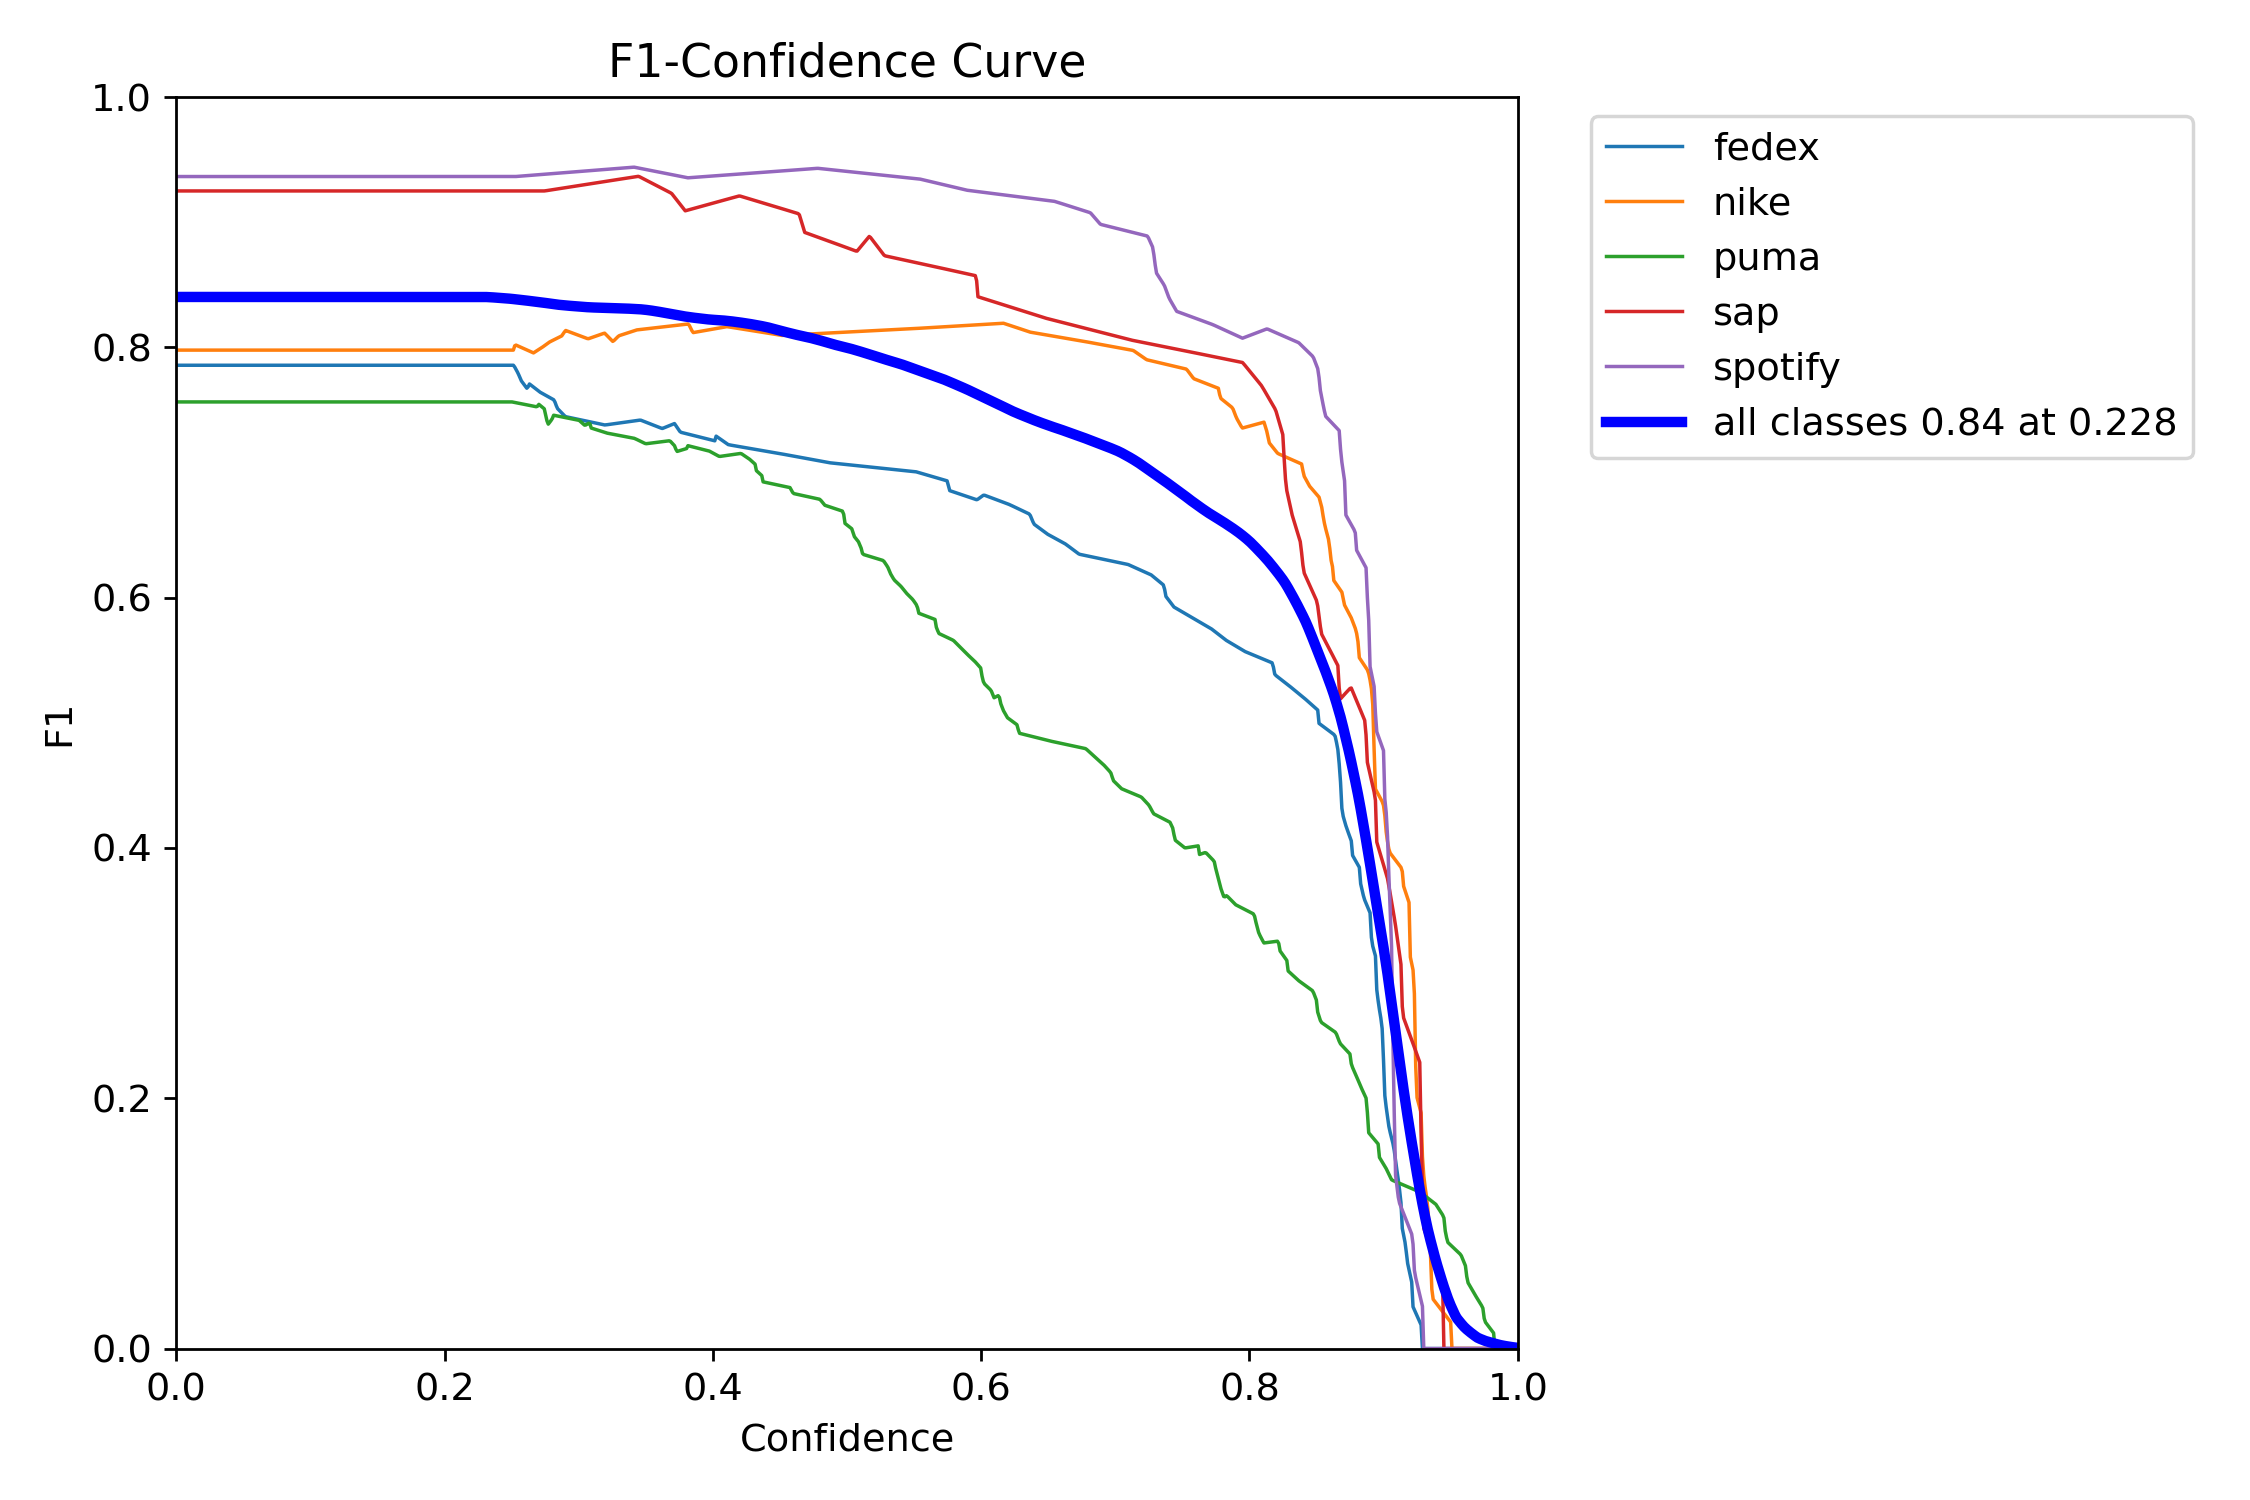 F1-Confidence Curve
1.0
0.8
0.6
0.4
0.2
0.0
F1
0.0 0.2 0.4 0.6 0.8 1.0
Confidence
fedex
nike
puma
sap
spotify
all classes 0.84 at 0.228